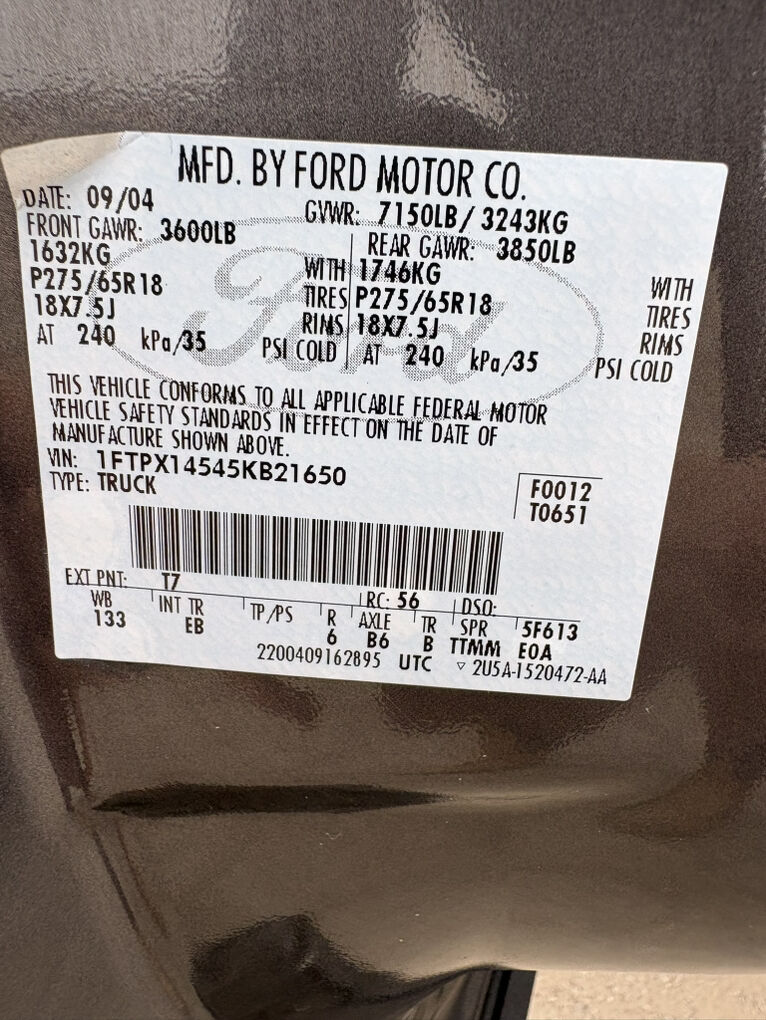 MFD. BY FORD MOTOR CO.
DATE: 09/04 GVWR: 7150LB/ 3243KG
FRONT GAWR: 3600LB REAR GAWR: 3850LB
1632KG WITH 1746KG WITH
P275/65R18 TIRES P275/65R18 TIRES
18X7.5J RIMS 18X7.5J RIMS
AT 240 kPa/35 PSI COLD AT 240 kPa/35 PSI COLD
THIS VEHICLE CONFORMS TO ALL APPLICABLE FEDERAL MOTOR
VEHICLE SAFETY STANDARDS IN EFFECT ON THE DATE OF
MANUFACTURE SHOWN ABOVE.
VIN: 1FTPX14545KB21650
TYPE: TRUCK
F0012
T0651
EXT PNT: T7 RC: 56 DSO:
WB INT TR TP/PS R AXLE TR SPR 5F613
133 EB 6 B6 B TTMM E0A
2200409162895 UTC ▽ 2U5A-1520472-AA
Ford